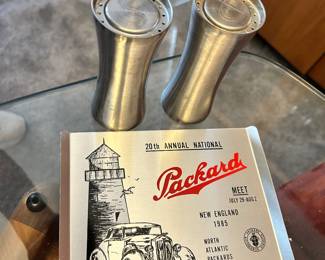 20th ANNUAL NATIONAL
Packard
MEET
JULY 29-AUG.2
NEW ENGLAND
1985
NORTH
ATLANTIC
PACKARDS